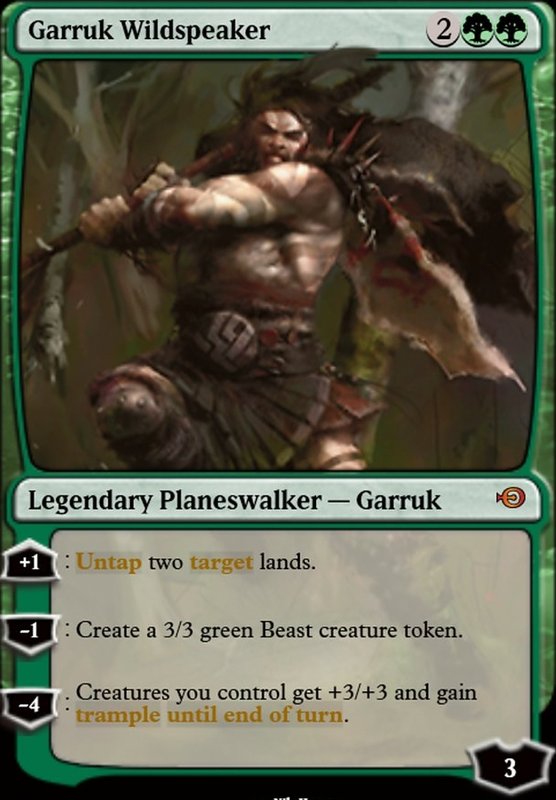 Garruk Wildspeaker 2
Legendary Planeswalker — Garruk
+1 : Untap two target lands.
-1 : Create a 3/3 green Beast creature token.
-4 : Creatures you control get +3/+3 and gain
trample until end of turn.
3